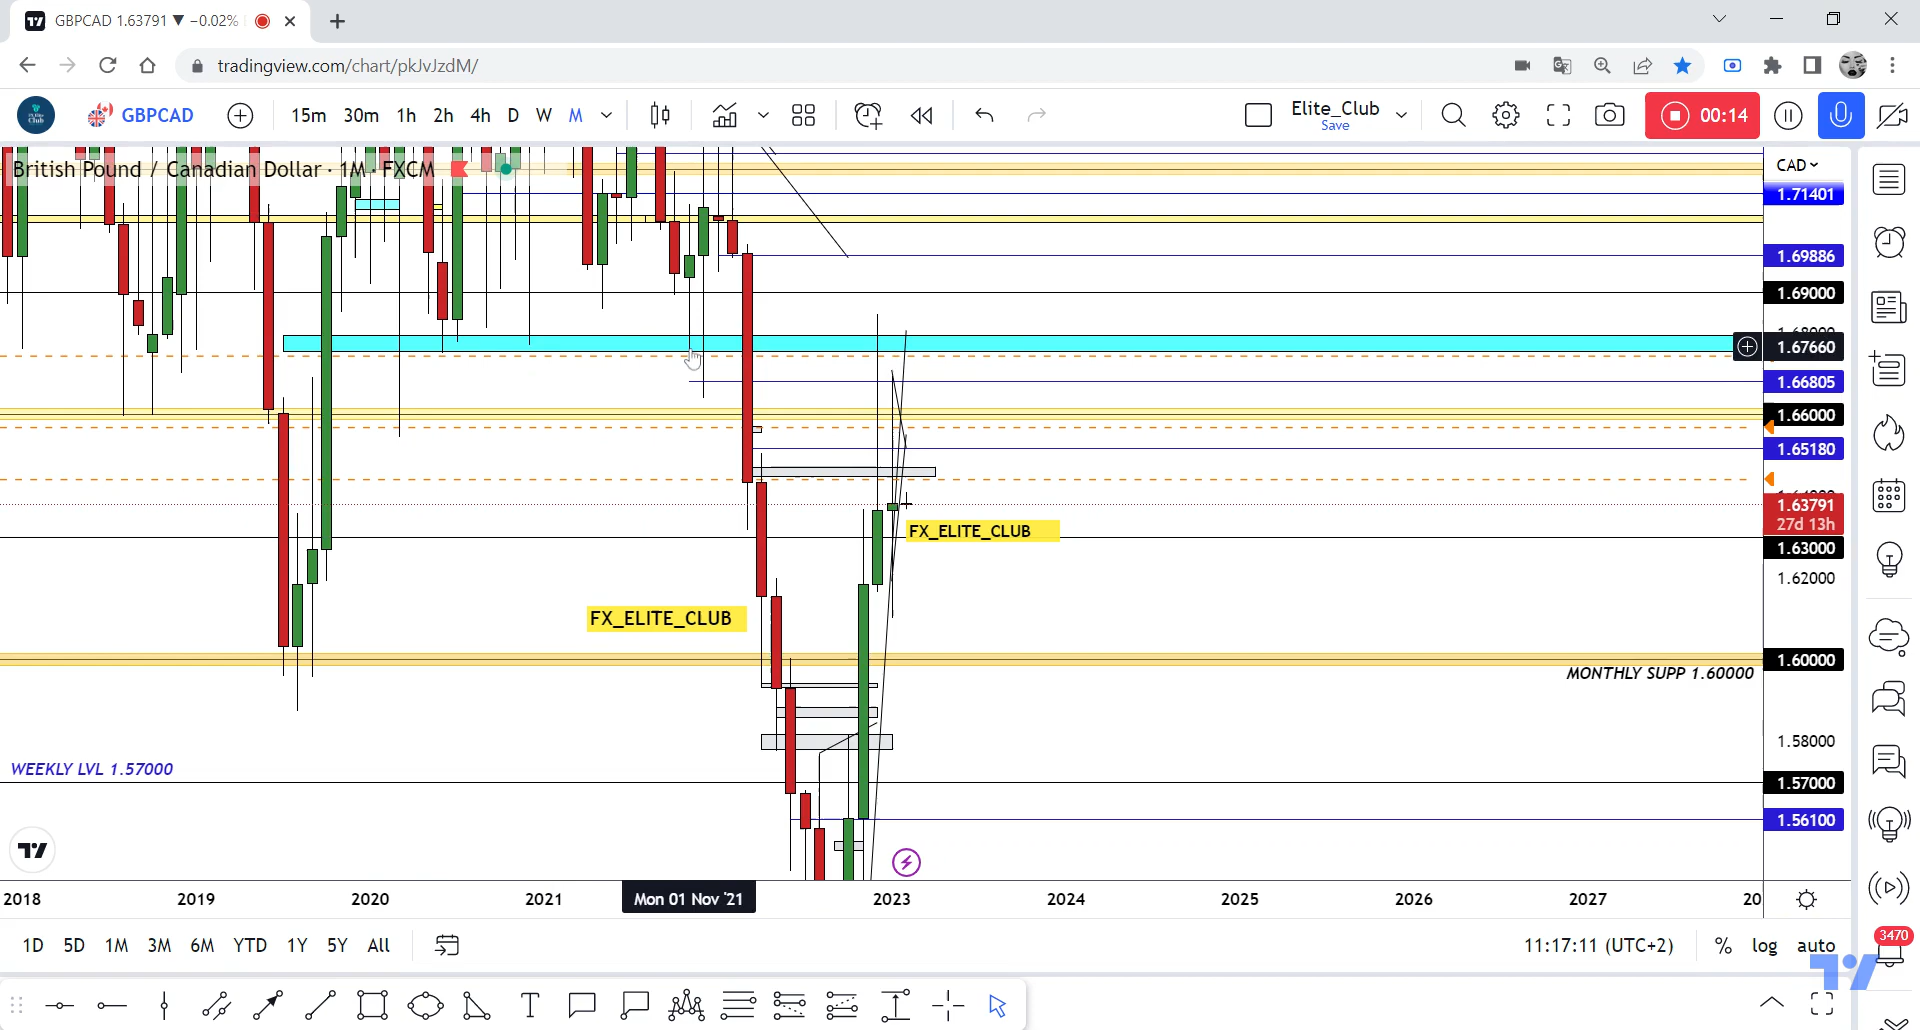 GBPCAD 1.63791 ▼ −0.02%
tradingview.com/chart/pkJvJzdM/
GBPCAD
15m 30m 1h 2h 4h D W M
Elite_Club
Save
00:14
British Pound / Canadian Dollar · 1M · FXCM
CAD
1.71401
1.69886
1.69000
1.67660
1.66805
1.66000
1.65180
1.63791
27d 13h
FX_ELITE_CLUB
1.63000
1.62000
FX_ELITE_CLUB
1.60000
MONTHLY SUPP 1.60000
1.58000
WEEKLY LVL 1.57000
1.57000
1.56100
2018 2019 2020 2021 Mon 01 Nov '21 2023 2024 2025 2026 2027 20
1D 5D 1M 3M 6M YTD 1Y 5Y All
11:17:11 (UTC+2) % log auto
3470